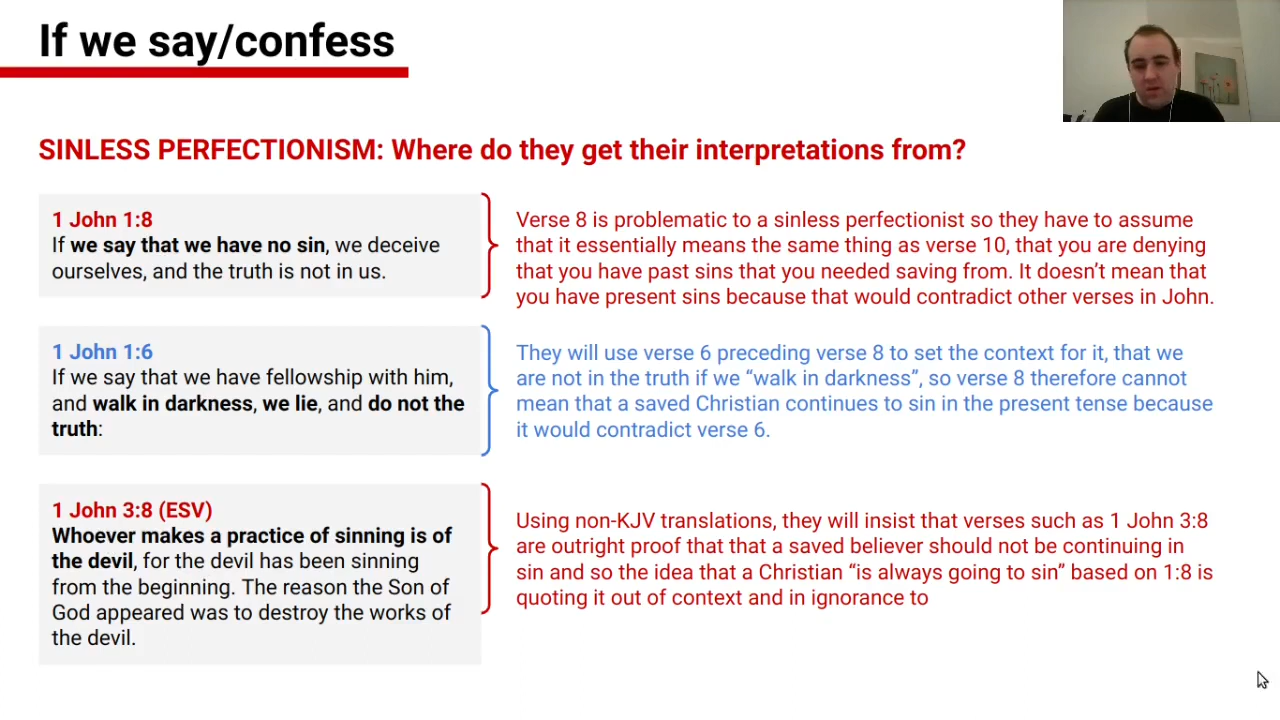 If we say/confess
SINLESS PERFECTIONISM: Where do they get their interpretations from?
1 John 1:8
If we say that we have no sin, we deceive
ourselves, and the truth is not in us.
Verse 8 is problematic to a sinless perfectionist so they have to assume
that it essentially means the same thing as verse 10, that you are denying
that you have past sins that you needed saving from. It doesn’t mean that
you have present sins because that would contradict other verses in John.
1 John 1:6
If we say that we have fellowship with him,
and walk in darkness, we lie, and do not the
truth:
They will use verse 6 preceding verse 8 to set the context for it, that we
are not in the truth if we “walk in darkness”, so verse 8 therefore cannot
mean that a saved Christian continues to sin in the present tense because
it would contradict verse 6.
1 John 3:8 (ESV)
Whoever makes a practice of sinning is of
the devil, for the devil has been sinning
from the beginning. The reason the Son of
God appeared was to destroy the works of
the devil.
Using non-KJV translations, they will insist that verses such as 1 John 3:8
are outright proof that that a saved believer should not be continuing in
sin and so the idea that a Christian “is always going to sin” based on 1:8 is
quoting it out of context and in ignorance to